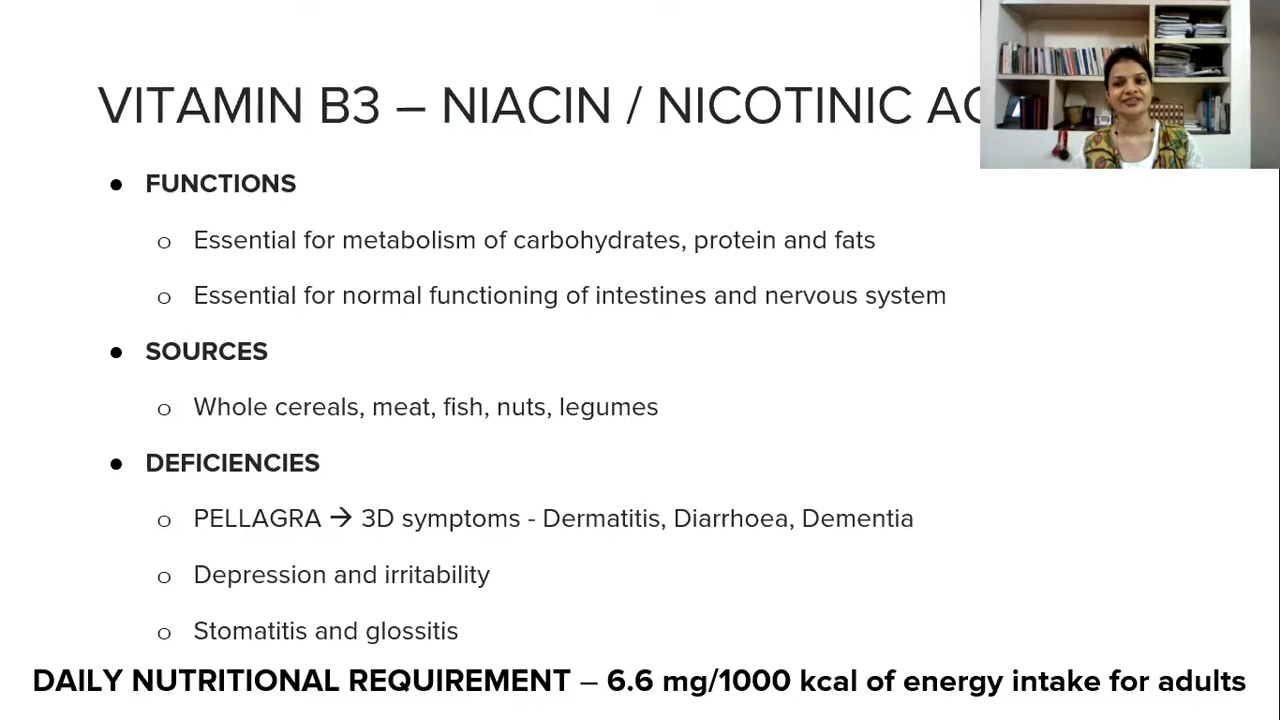 VITAMIN B3 – NIACIN / NICOTINIC
● FUNCTIONS
o Essential for metabolism of carbohydrates, protein and fats
o Essential for normal functioning of intestines and nervous system
● SOURCES
o Whole cereals, meat, fish, nuts, legumes
● DEFICIENCIES
o PELLAGRA → 3D symptoms - Dermatitis, Diarrhoea, Dementia
o Depression and irritability
o Stomatitis and glossitis
DAILY NUTRITIONAL REQUIREMENT – 6.6 mg/1000 kcal of energy intake for adults